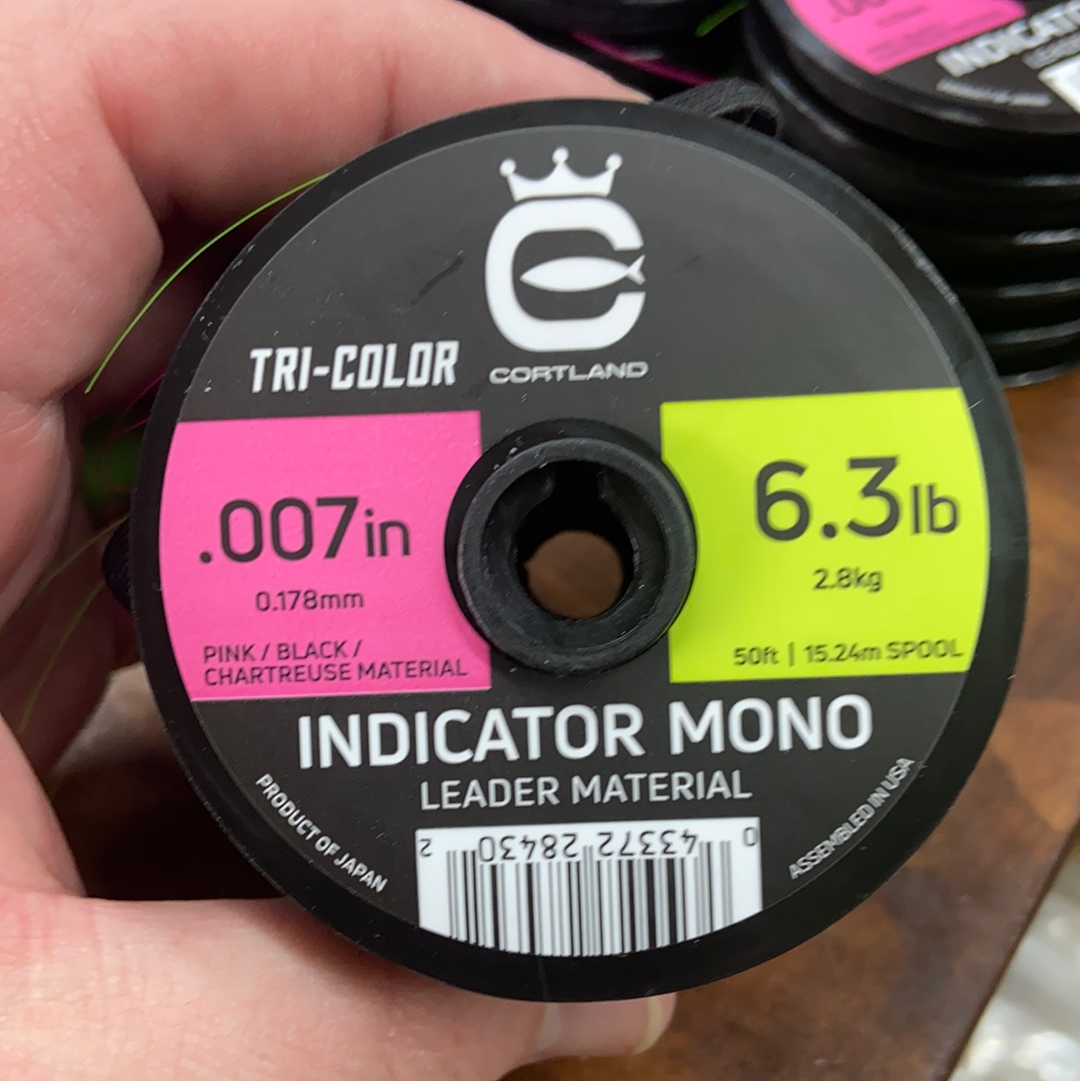 TRI-COLOR
CORTLAND
.007in
0.178mm
PINK / BLACK /
CHARTREUSE MATERIAL
6.3lb
2.8kg
50ft | 15.24m SPOOL
INDICATOR MONO
LEADER MATERIAL
PRODUCT OF JAPAN
ASSEMBLED IN USA
0 43372 28430 2